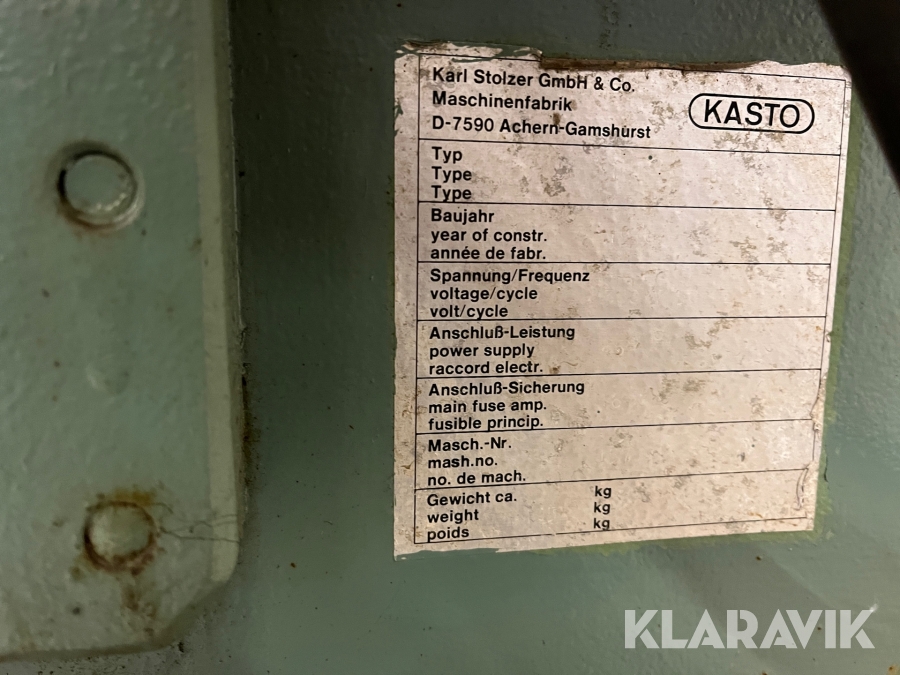 Karl Stolzer GmbH & Co.
Maschinenfabrik
D-7590 Achern-Gamshurst
KASTO
Typ
Type
Type
Baujahr
year of constr.
année de fabr.
Spannung/Frequenz
voltage/cycle
volt/cycle
Anschluß-Leistung
power supply
raccord electr.
Anschluß-Sicherung
main fuse amp.
fusible princip.
Masch.-Nr.
mash.no.
no. de mach.
Gewicht ca. kg
weight kg
poids kg
KLARAVIK